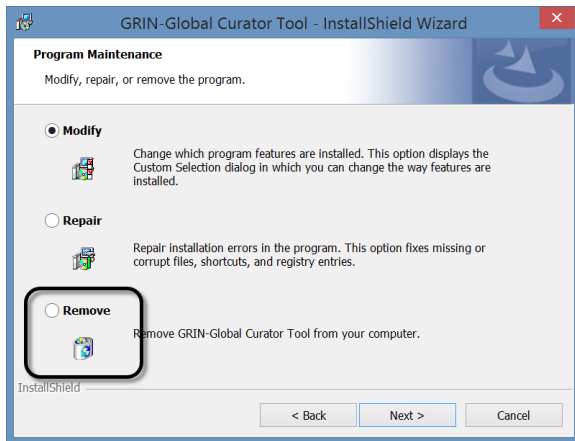 GRIN-Global Curator Tool - InstallShield Wizard
Program Maintenance
Modify, repair, or remove the program.
Modify
Change which program features are installed. This option displays the
Custom Selection dialog in which you can change the way features are
installed.
Repair
Repair installation errors in the program. This option fixes missing or
corrupt files, shortcuts, and registry entries.
Remove
Remove GRIN-Global Curator Tool from your computer.
InstallShield
< Back Next > Cancel